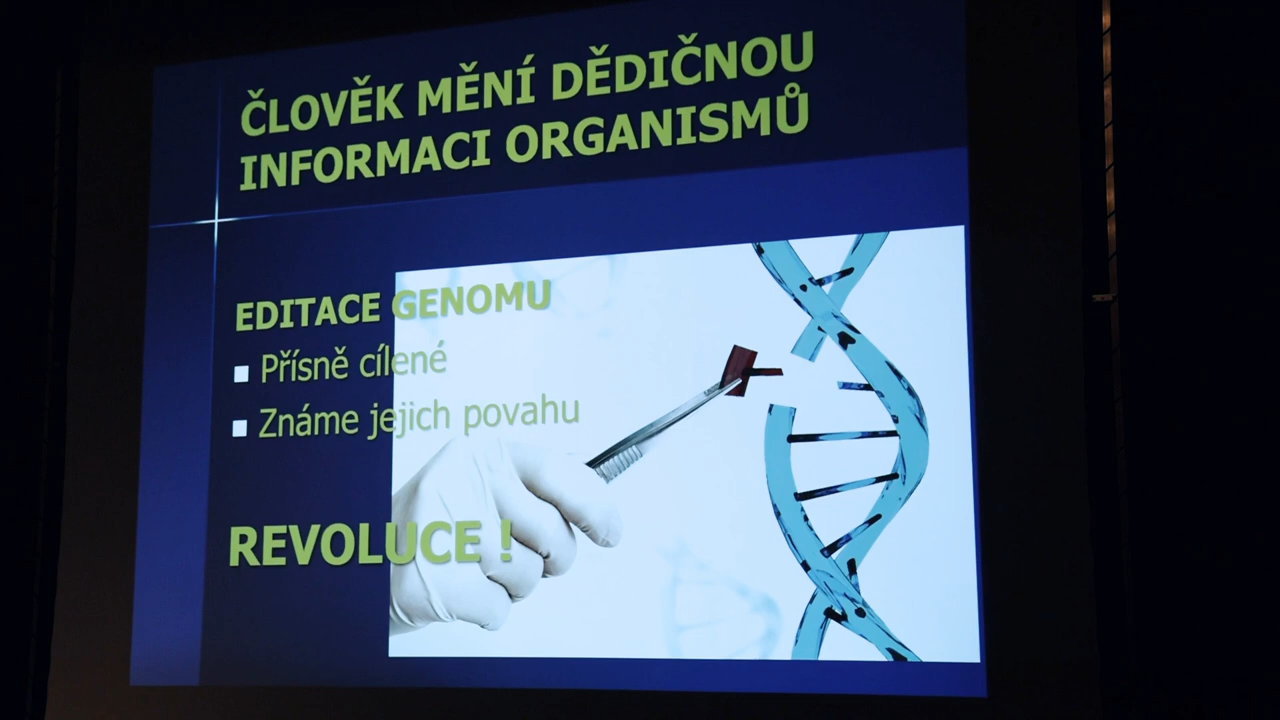 ČLOVĚK MĚNÍ DĚDIČNOU
INFORMACI ORGANISMŮ
EDITACE GENOMU
Přísně cílené
Známe jejich povahu
REVOLUCE !